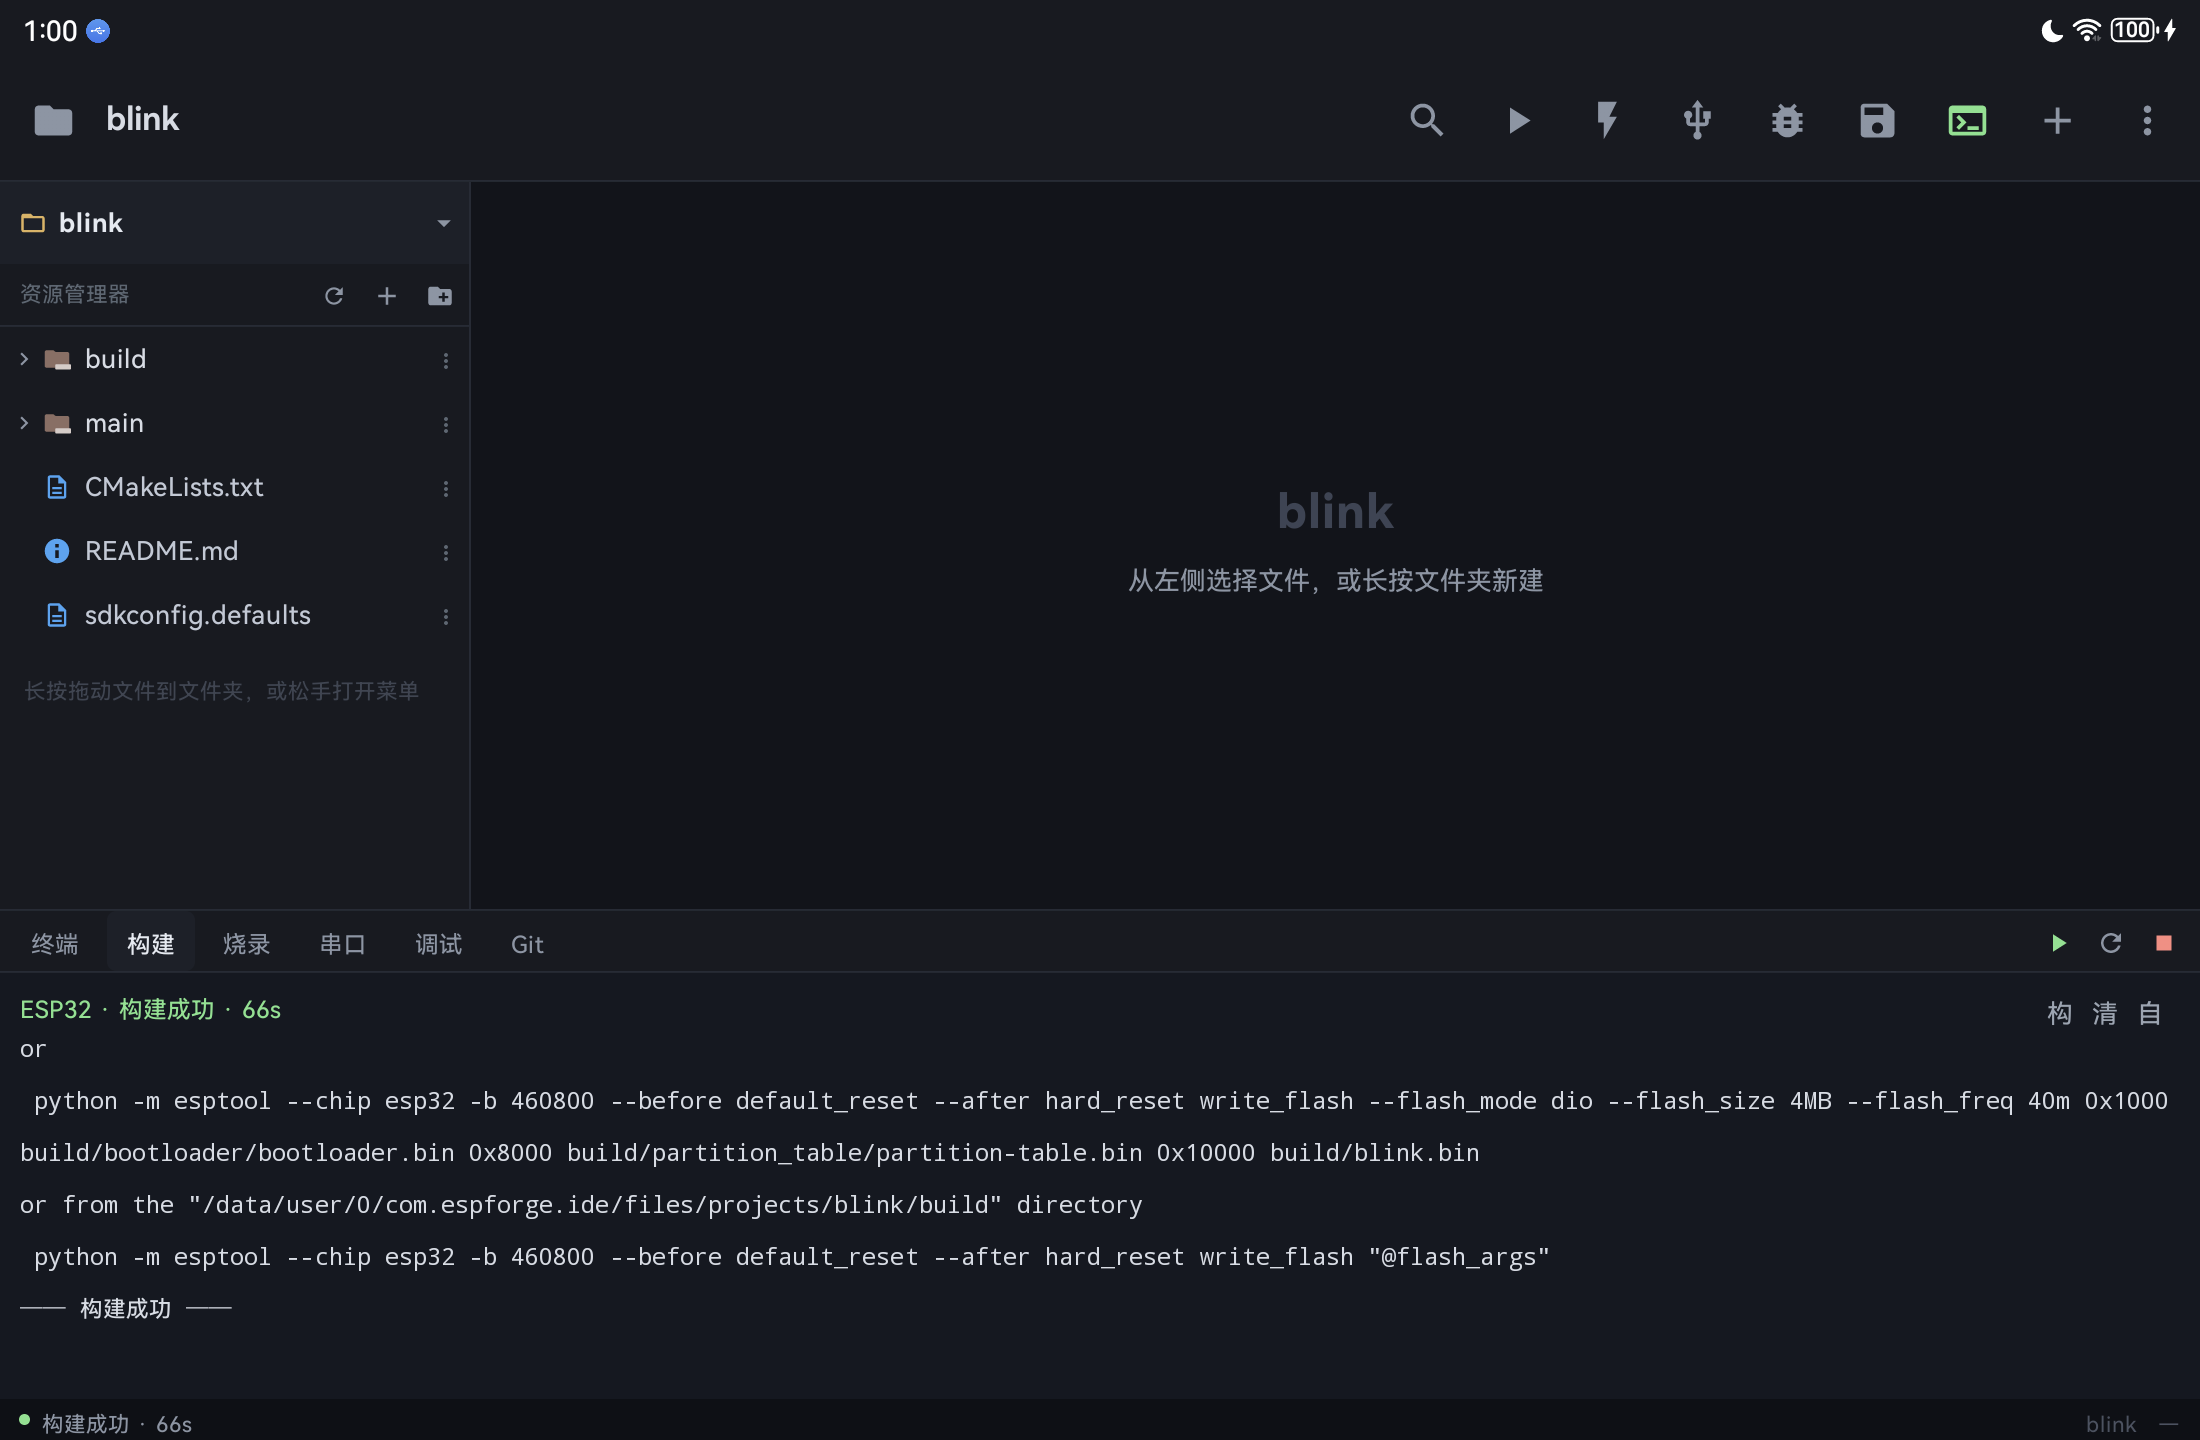 1:00
100
blink
blink
资源管理器
build
main
CMakeLists.txt
README.md
sdkconfig.defaults
长按拖动文件到文件夹，或松手打开菜单
blink
从左侧选择文件，或长按文件夹新建
终端 构建 烧录 串口 调试 Git
ESP32 · 构建成功 · 66s
构 清 自
or
python -m esptool --chip esp32 -b 460800 --before default_reset --after hard_reset write_flash --flash_mode dio --flash_size 4MB --flash_freq 40m 0x1000
build/bootloader/bootloader.bin 0x8000 build/partition_table/partition-table.bin 0x10000 build/blink.bin
or from the "/data/user/0/com.espforge.ide/files/projects/blink/build" directory
python -m esptool --chip esp32 -b 460800 --before default_reset --after hard_reset write_flash "@flash_args"
—— 构建成功 ——
构建成功 · 66s
blink —